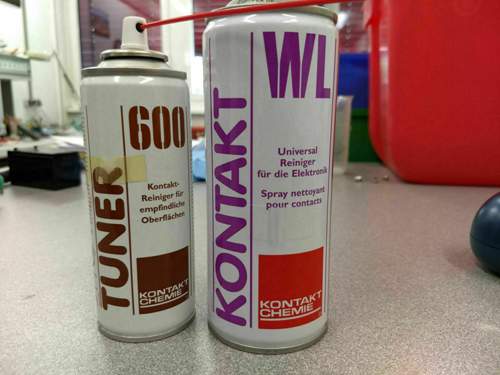 TUNER
600
Kontakt-
Reiniger für
empfindliche
Oberflächen
KONTAKT
CHEMIE
KONTAKT
WL
Universal
Reiniger
für die Elektronik
Spray nettoyant
pour contacts
KONTAKT
CHEMIE